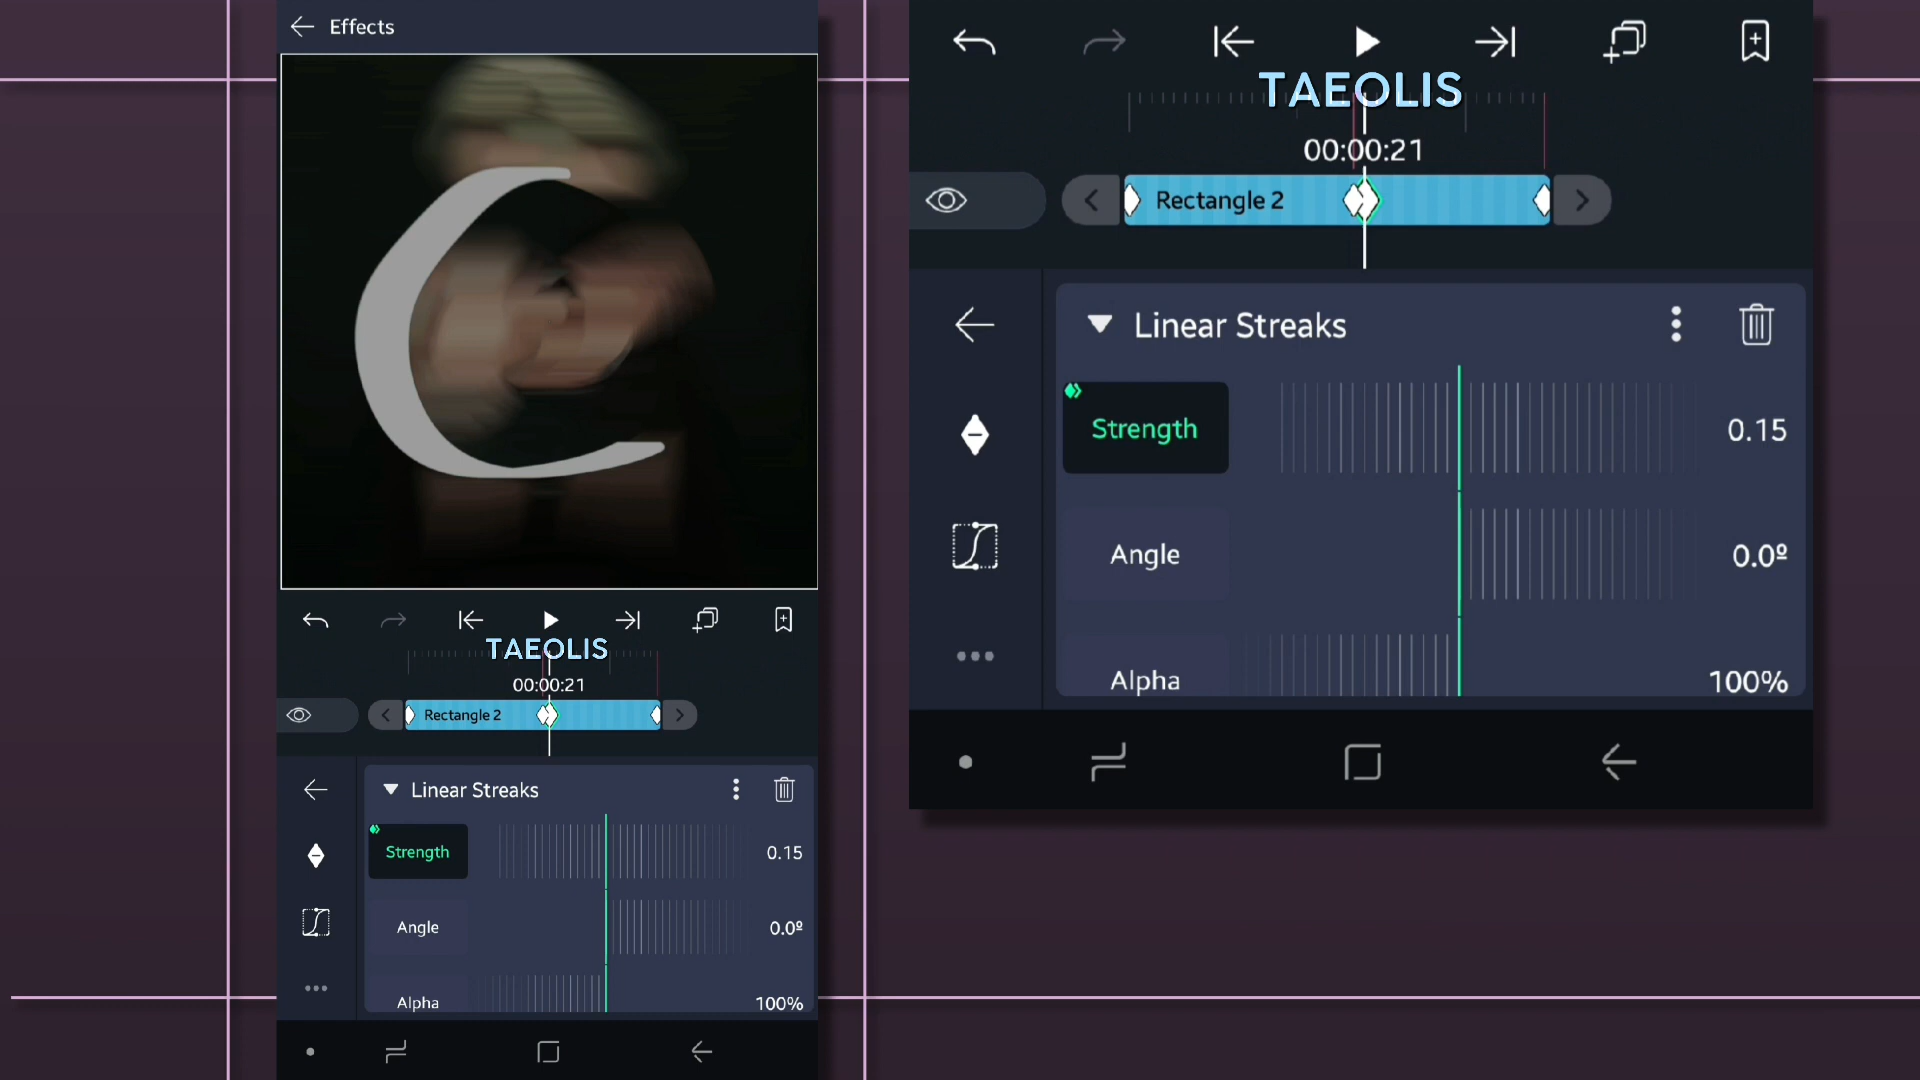 Effects
TAEOLIS
00:00:21
Rectangle 2
Linear Streaks
Strength
0.15
Angle
0.0º
Alpha
100%
TAEOLIS
00:00:21
Rectangle 2
Linear Streaks
Strength
0.15
Angle
0.0º
Alpha
100%